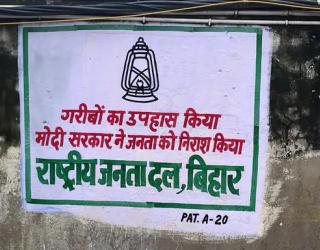 गरीबों का उपहास किया
मोदी सरकार ने जनता को निराश किया
राष्ट्रीय जनता दल, बिहार
PAT. A-20